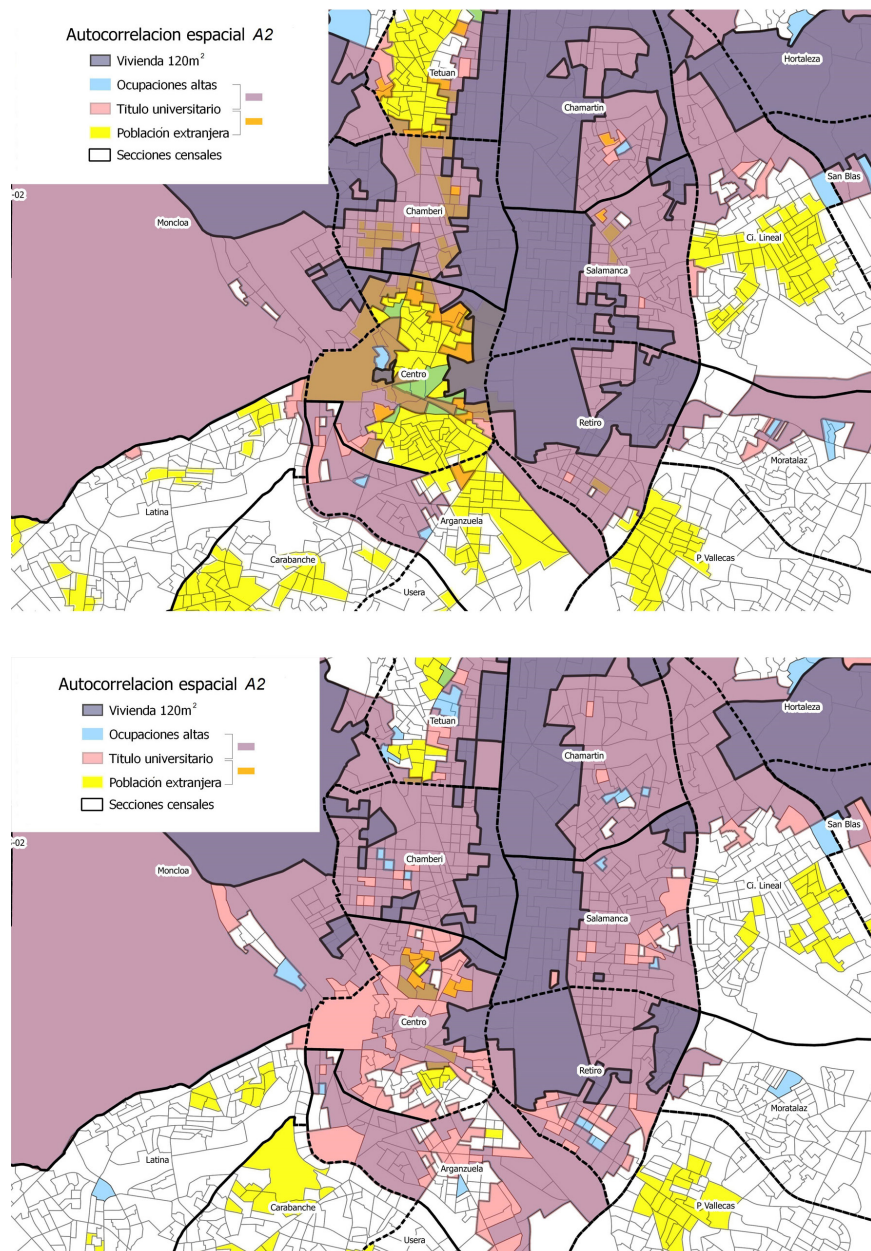 Autocorrelacion espacial A2
Vivienda 120m²
Ocupaciones altas
Titulo universitario
Población extranjera
Secciones censales
Tetuan
Hortaleza
Chamartin
-02
San Blas
Moncloa
Chamberi
Ci. Lineal
Salamanca
Centro
Retiro
Moratalaz
Latina
Arganzuela
Carabanche
P Vallecas
Usera
Autocorrelacion espacial A2
Vivienda 120m²
Ocupaciones altas
Titulo universitario
Población extranjera
Secciones censales
Tetuan
Hortaleza
Chamartin
-02
San Blas
Chamberi
Moncloa
Ci. Lineal
Salamanca
Centro
Retiro
Moratalaz
Latina
Arganzuela
Carabanche
P Vallecas
Usera